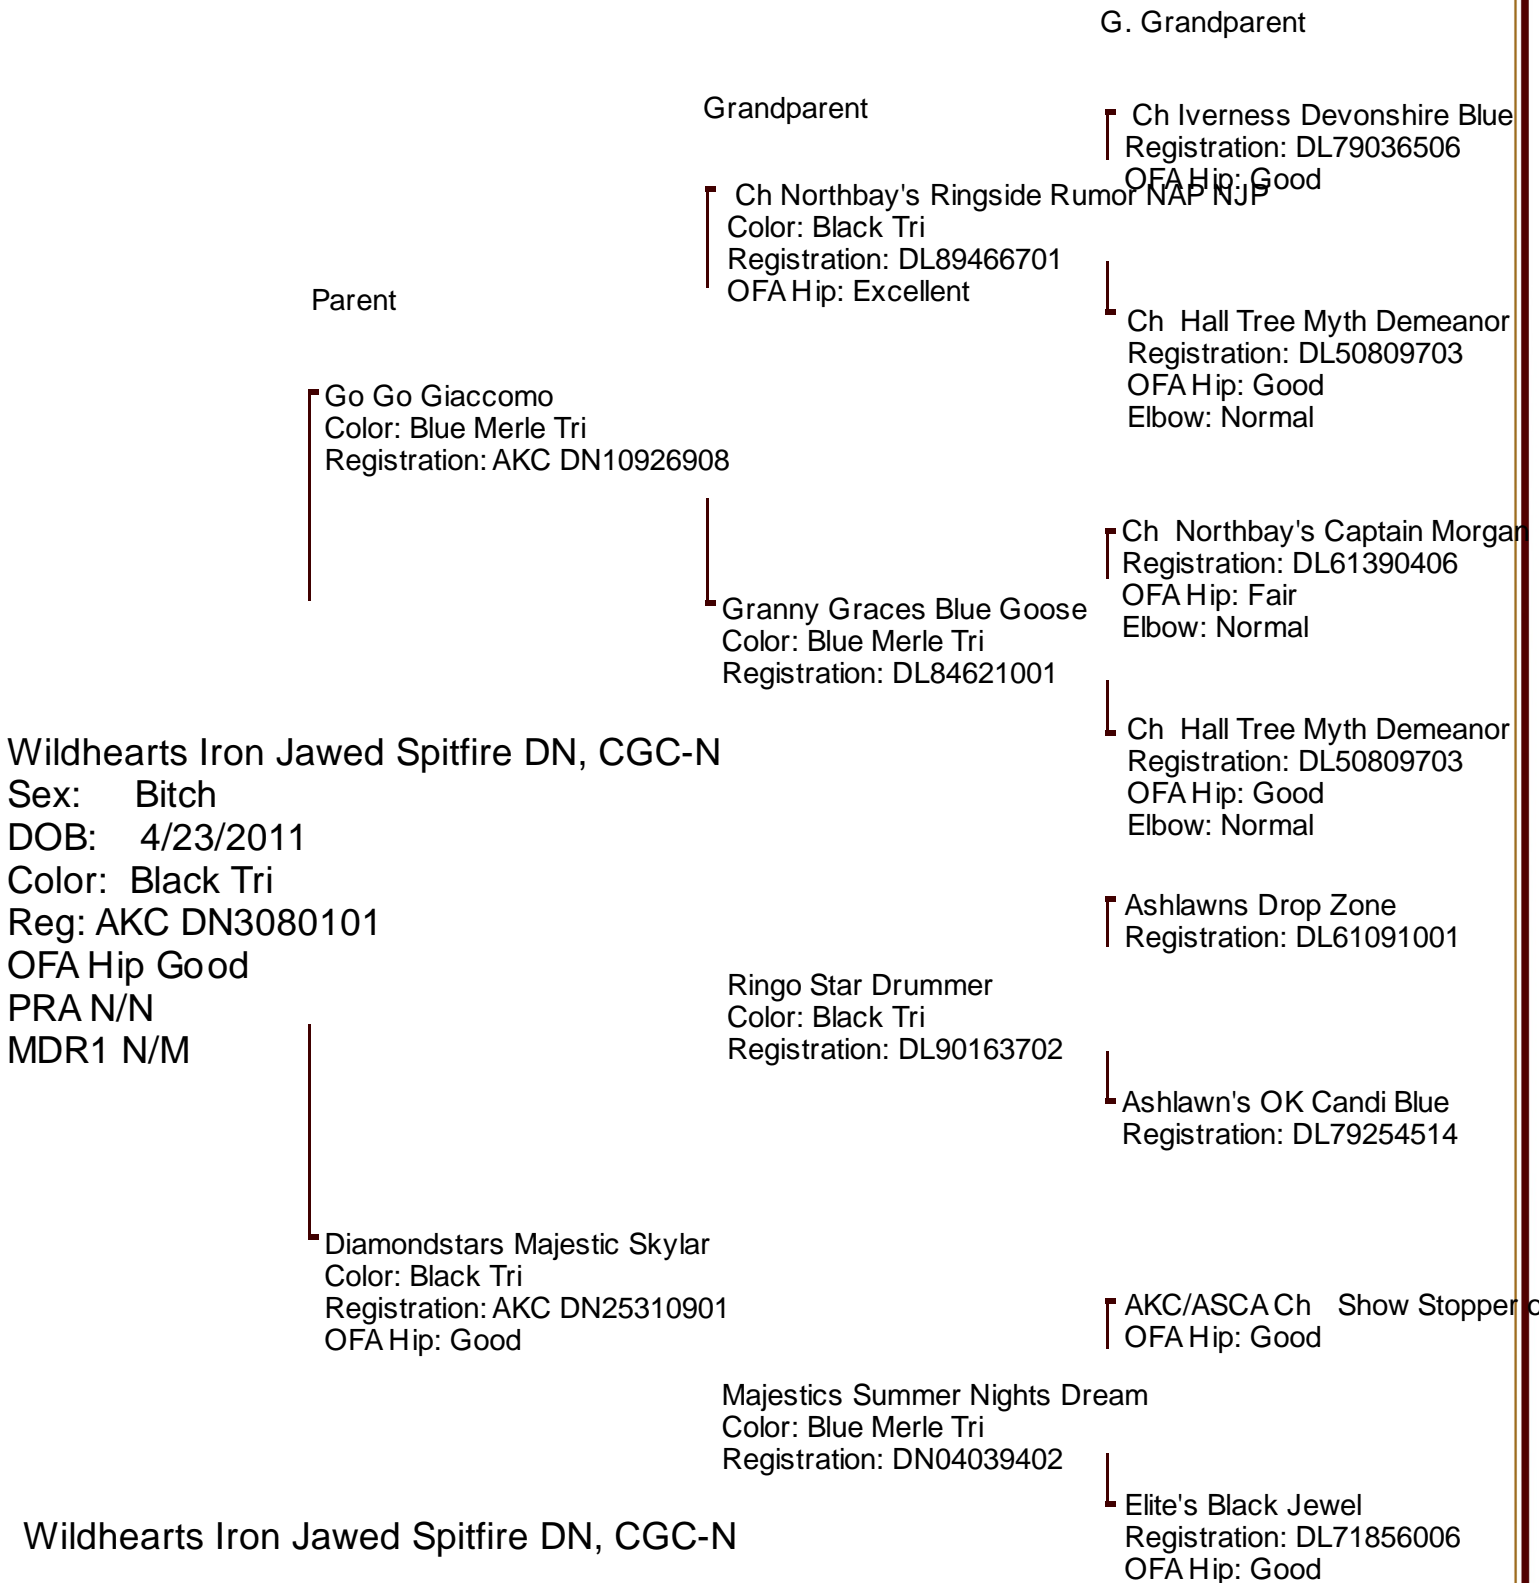 G. Grandparent
Grandparent
Ch Iverness Devonshire Blue
Registration: DL79036506
OFA Hip: Good
Ch Northbay's Ringside Rumor NAP NJP
Color: Black Tri
Registration: DL89466701
OFA Hip: Excellent
Parent
Ch Hall Tree Myth Demeanor
Registration: DL50809703
OFA Hip: Good
Elbow: Normal
Go Go Giaccomo
Color: Blue Merle Tri
Registration: AKC DN10926908
Ch Northbay's Captain Morgan
Registration: DL61390406
OFA Hip: Fair
Elbow: Normal
Granny Graces Blue Goose
Color: Blue Merle Tri
Registration: DL84621001
Ch Hall Tree Myth Demeanor
Registration: DL50809703
OFA Hip: Good
Elbow: Normal
Wildhearts Iron Jawed Spitfire DN, CGC-N
Sex: Bitch
DOB: 4/23/2011
Color: Black Tri
Reg: AKC DN3080101
OFA Hip Good
PRA N/N
MDR1 N/M
Ashlawns Drop Zone
Registration: DL61091001
Ringo Star Drummer
Color: Black Tri
Registration: DL90163702
Ashlawn's OK Candi Blue
Registration: DL79254514
Diamondstars Majestic Skylar
Color: Black Tri
Registration: AKC DN25310901
OFA Hip: Good
AKC/ASCA Ch Show Stopper
OFA Hip: Good
Majestics Summer Nights Dream
Color: Blue Merle Tri
Registration: DN04039402
Elite's Black Jewel
Registration: DL71856006
OFA Hip: Good
Wildhearts Iron Jawed Spitfire DN, CGC-N